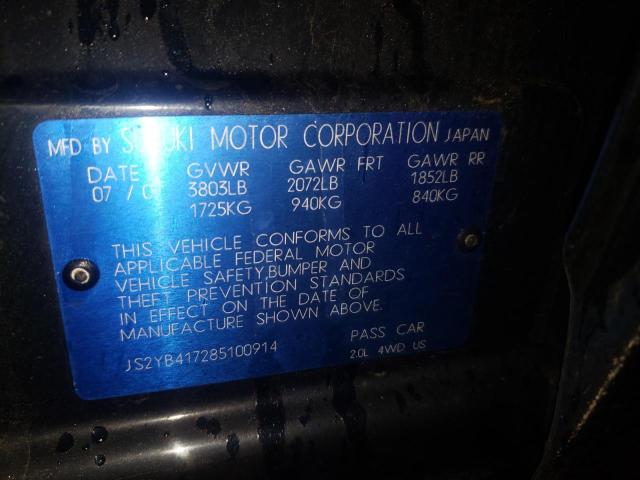 MFD BY SUZUKI MOTOR CORPORATION JAPAN
DATE GVWR GAWR FRT GAWR RR
07 / 3803LB 2072LB 1852LB
1725KG 940KG 840KG
THIS VEHICLE CONFORMS TO ALL
APPLICABLE FEDERAL MOTOR
VEHICLE SAFETY,BUMPER AND
THEFT PREVENTION STANDARDS
IN EFFECT ON THE DATE OF
MANUFACTURE SHOWN ABOVE.
JS2YB417285100914 PASS CAR
2.0L 4WD US